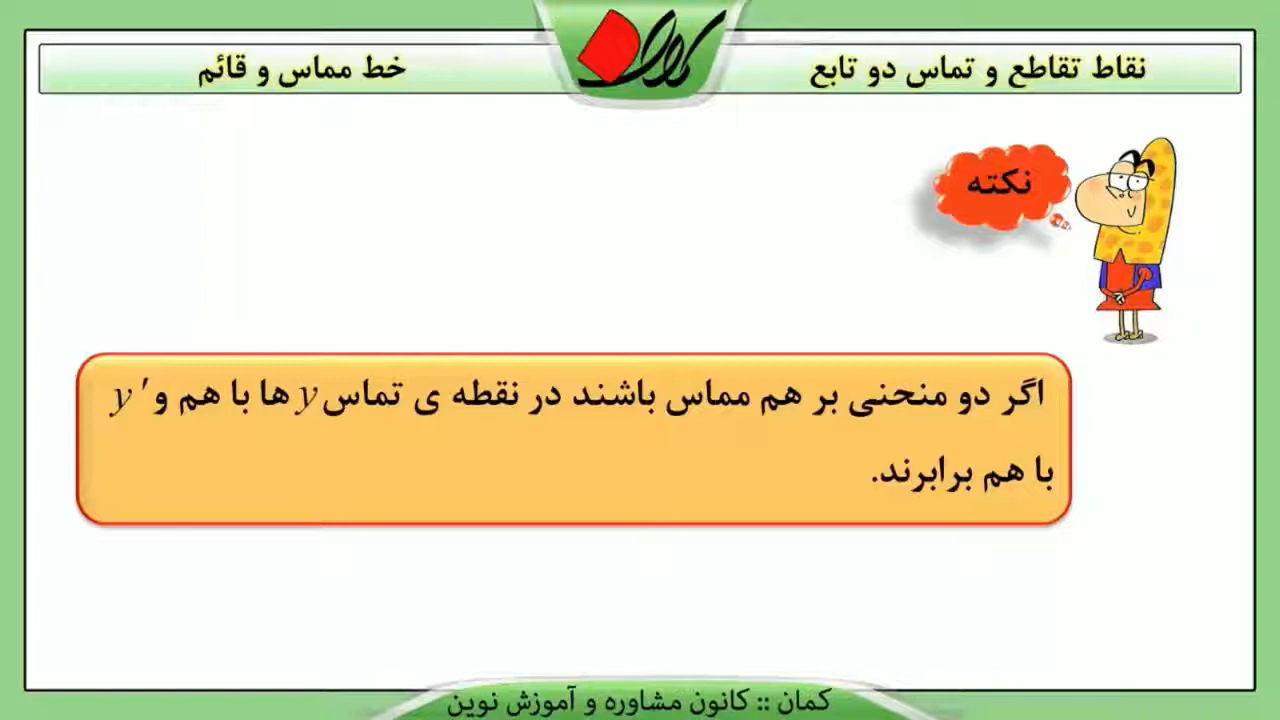 نقاط تقاطع و تماس دو تابع
کمان
خط مماس و قائم
نکته
اگر دو منحنی بر هم مماس باشند در نقطه ی تماس y ها با هم و y′
با هم برابرند.
کمان :: کانون مشاوره و آموزش نوین